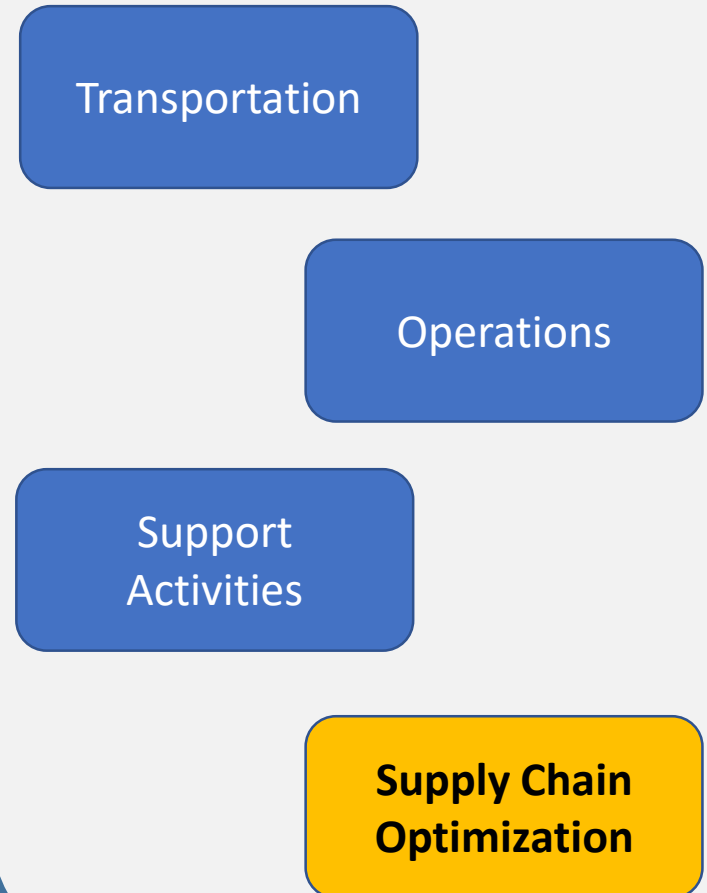 Transportation
Operations
Support
Activities
Supply Chain
Optimization